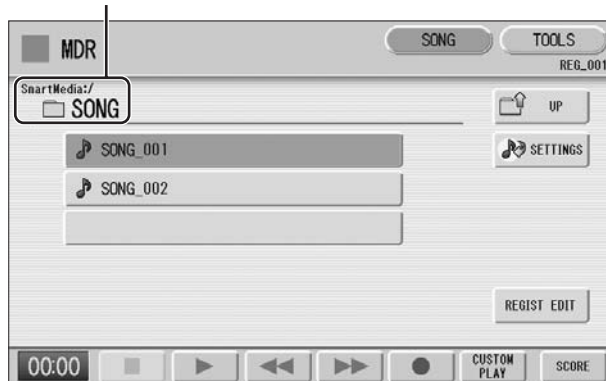 MDR
SONG
TOOLS
REG_001
SmartMedia:/
SONG
UP
SONG_001
SETTINGS
SONG_002
REGIST EDIT
00:00
CUSTOM
PLAY
SCORE